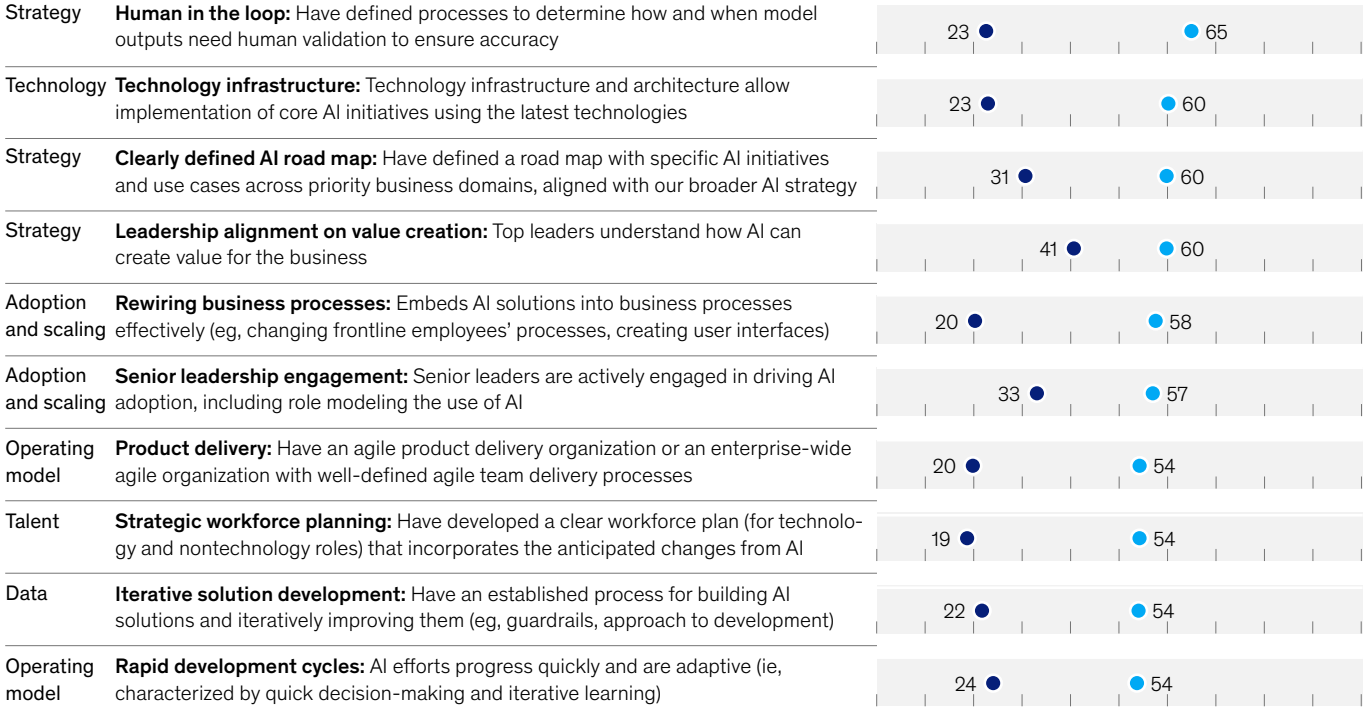 Strategy Human in the loop: Have defined processes to determine how and when model
outputs need human validation to ensure accuracy
23 65
Technology Technology infrastructure: Technology infrastructure and architecture allow
implementation of core AI initiatives using the latest technologies
23 60
Strategy Clearly defined AI road map: Have defined a road map with specific AI initiatives
and use cases across priority business domains, aligned with our broader AI strategy
31 60
Strategy Leadership alignment on value creation: Top leaders understand how AI can
create value for the business
41 60
Adoption Rewiring business processes: Embeds AI solutions into business processes
and scaling effectively (eg, changing frontline employees’ processes, creating user interfaces)
20 58
Adoption Senior leadership engagement: Senior leaders are actively engaged in driving AI
and scaling adoption, including role modeling the use of AI
33 57
Operating Product delivery: Have an agile product delivery organization or an enterprise-wide
model agile organization with well-defined agile team delivery processes
20 54
Talent Strategic workforce planning: Have developed a clear workforce plan (for technolo-
gy and nontechnology roles) that incorporates the anticipated changes from AI
19 54
Data Iterative solution development: Have an established process for building AI
solutions and iteratively improving them (eg, guardrails, approach to development)
22 54
Operating Rapid development cycles: AI efforts progress quickly and are adaptive (ie,
model characterized by quick decision-making and iterative learning)
24 54